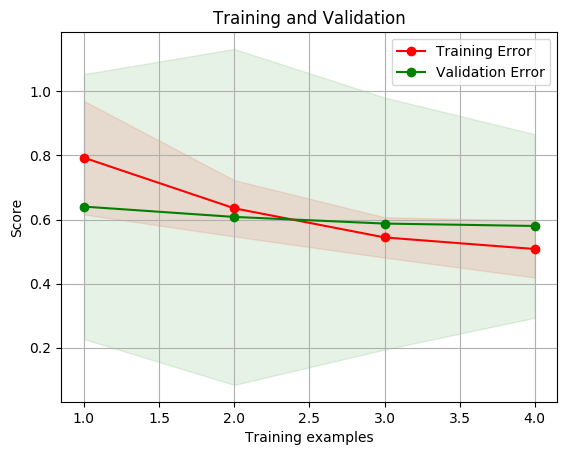 Training and Validation
Training Error
Validation Error
1.0
0.8
0.6
0.4
0.2
Score
1.0 1.5 2.0 2.5 3.0 3.5 4.0
Training examples